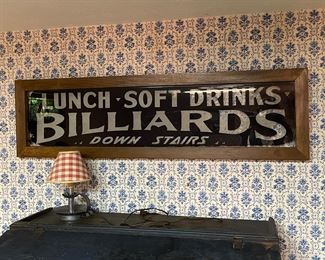 LUNCH · SOFT DRINKS
BILLIARDS
.. DOWN STAIRS ..